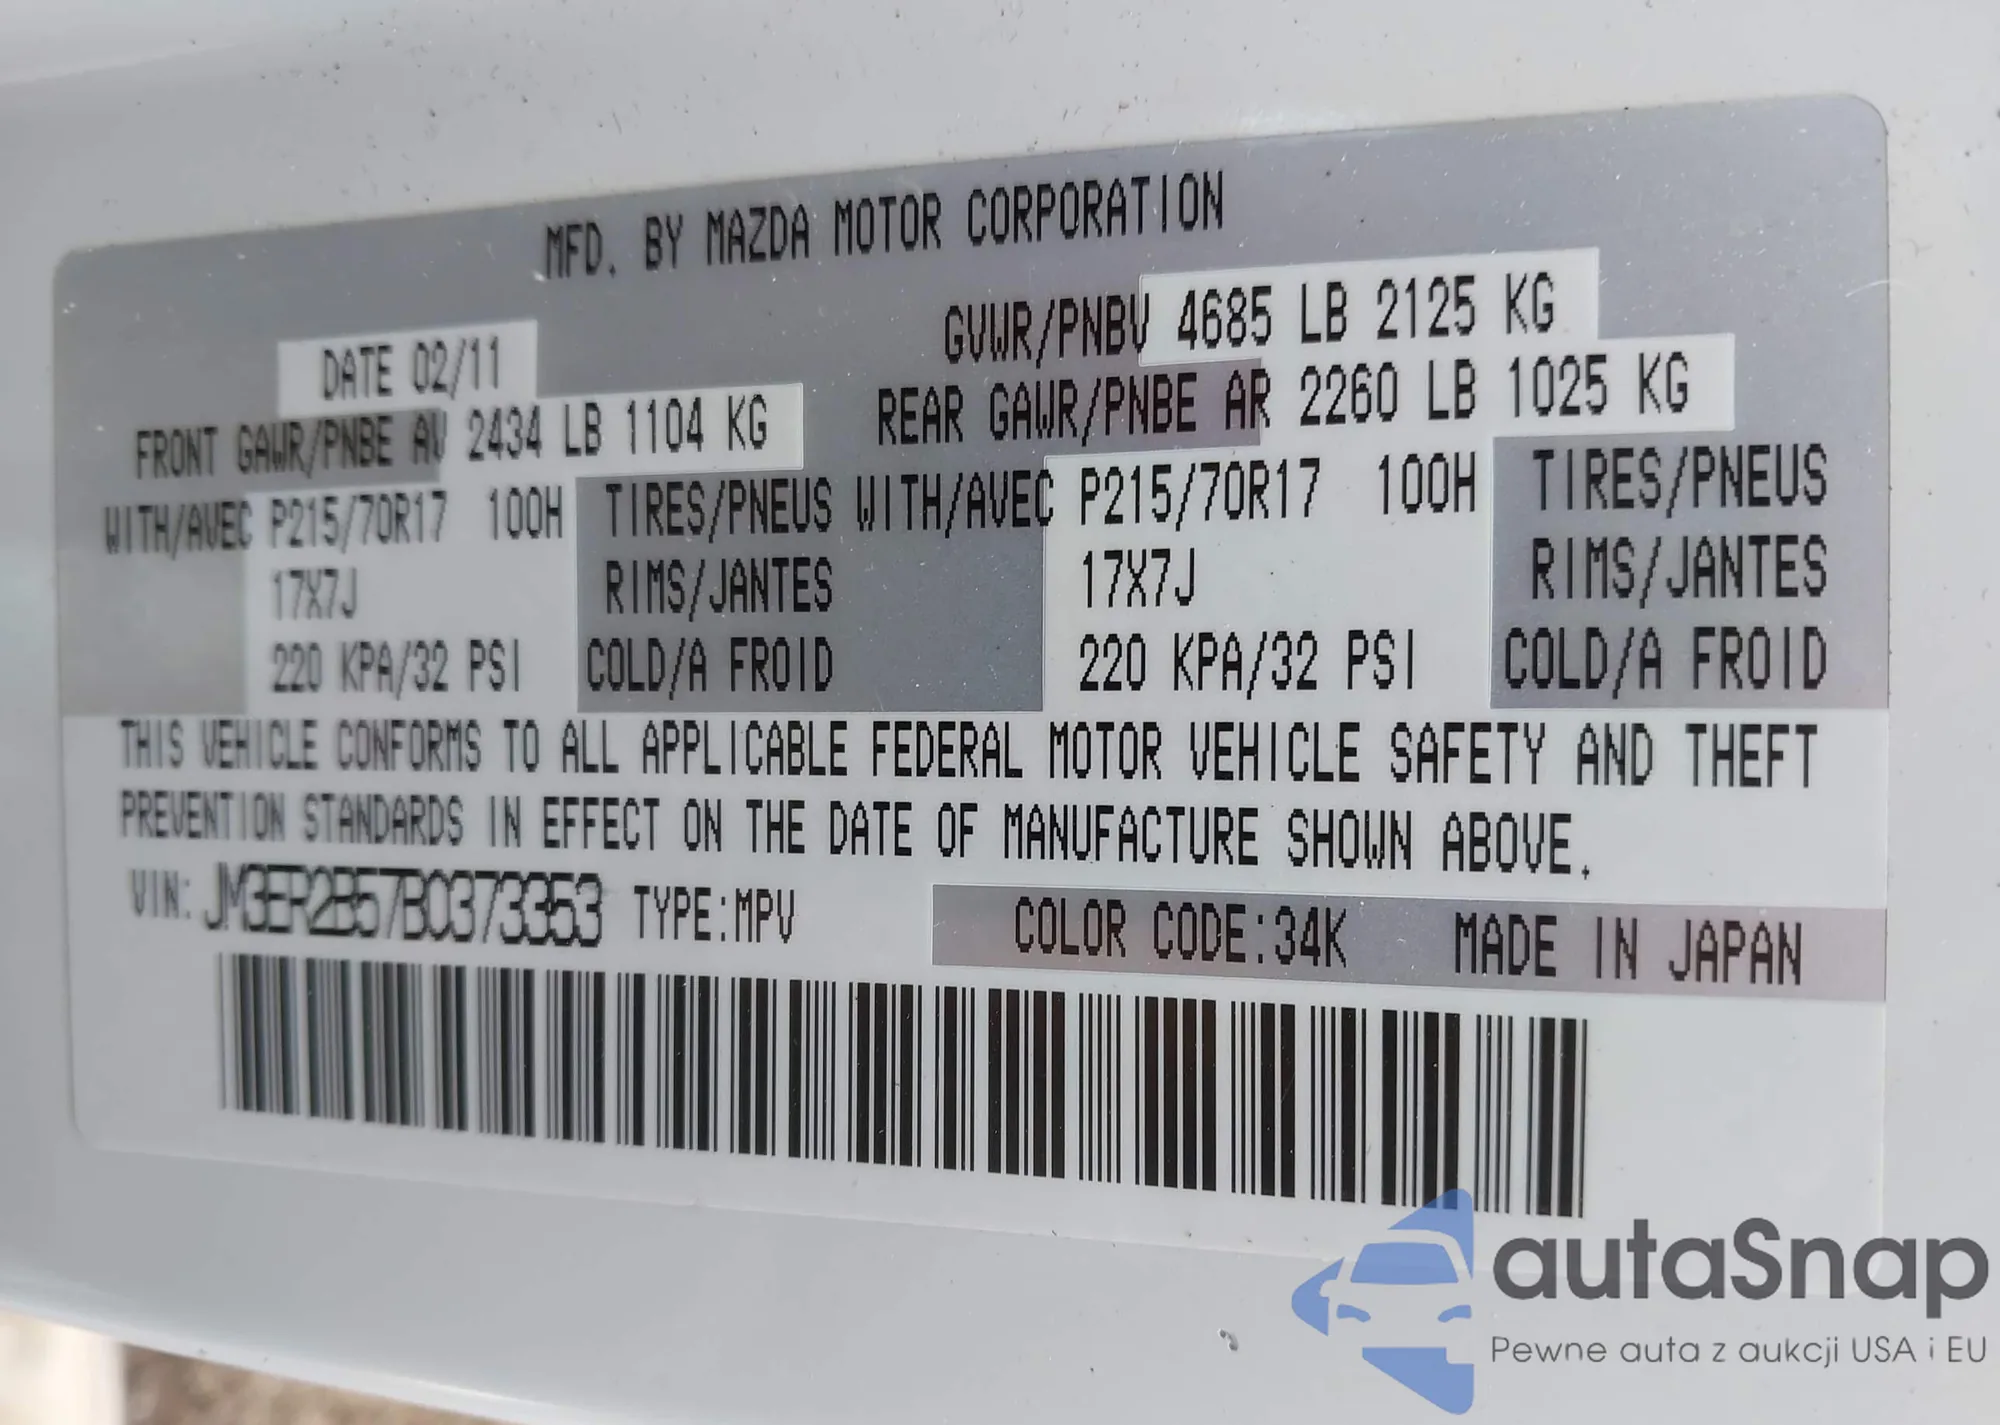 MFD. BY MAZDA MOTOR CORPORATION
GVWR/PNBV 4685 LB 2125 KG
DATE 02/11
FRONT GAWR/PNBE AV 2434 LB 1104 KG
REAR GAWR/PNBE AR 2260 LB 1025 KG
WITH/AVEC P215/70R17 100H TIRES/PNEUS WITH/AVEC P215/70R17 100H TIRES/PNEUS
17X7J RIMS/JANTES 17X7J RIMS/JANTES
220 KPA/32 PSI COLD/A FROID 220 KPA/32 PSI COLD/A FROID
THIS VEHICLE CONFORMS TO ALL APPLICABLE FEDERAL MOTOR VEHICLE SAFETY AND THEFT
PREVENTION STANDARDS IN EFFECT ON THE DATE OF MANUFACTURE SHOWN ABOVE.
VIN: JM3ER2B57B0373353 TYPE:MPV COLOR CODE:34K MADE IN JAPAN
autaSnap
Pewne auta z aukcji USA i EU